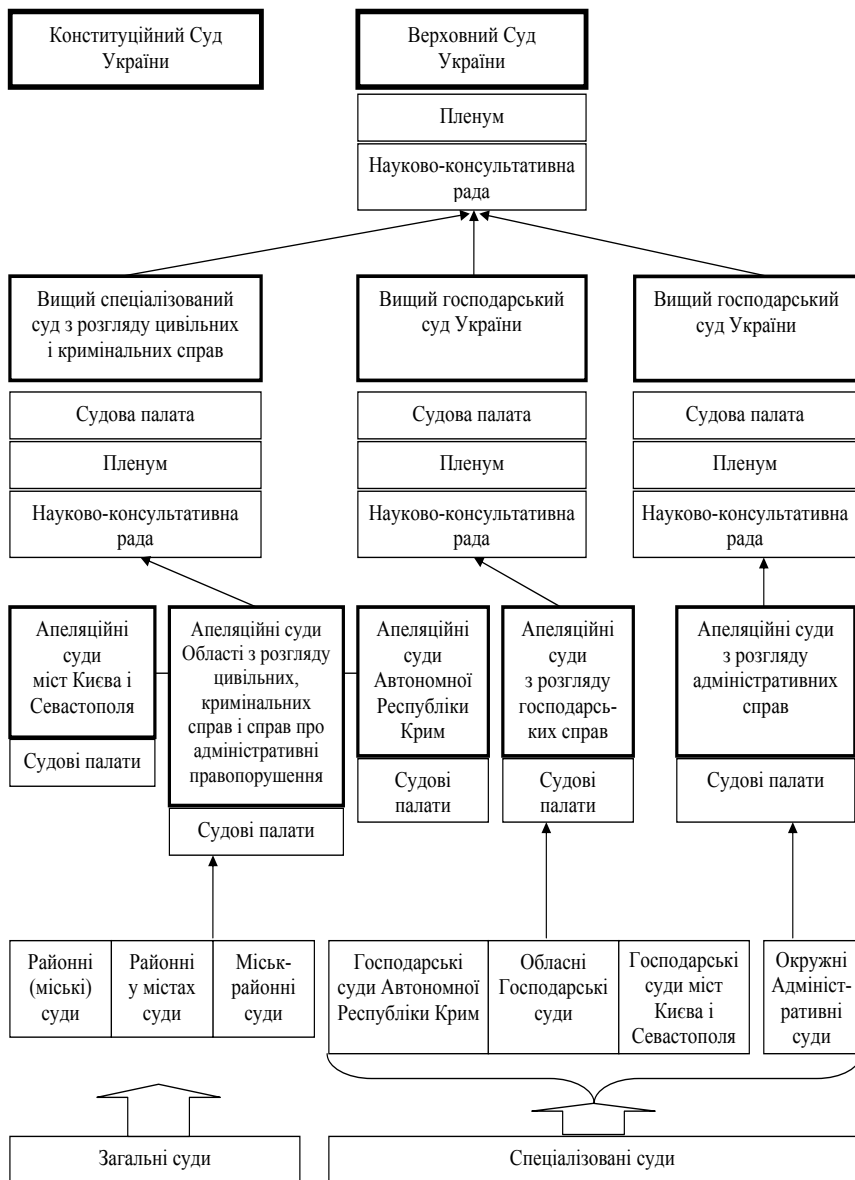 Конституційний Суд
України
Верховний Суд
України
Пленум
Науково-консультативна
рада
Вищий спеціалізований
суд з розгляду цивільних
і кримінальних справ
Вищий господарський
суд України
Вищий господарський
суд України
Судова палата
Судова палата
Судова палата
Пленум
Пленум
Пленум
Науково-консультативна
рада
Науково-консультативна
рада
Науково-консультативна
рада
Апеляційні
суди
міст Києва і
Севастополя
Судові палати
Апеляційні суди
Області з розгляду
цивільних,
кримінальних
справ і справ про
адміністративні
правопорушення
Судові палати
Апеляційні
суди
Автономної
Республіки
Крим
Судові
палати
Апеляційні
суди
з розгляду
господарсь-
ких справ
Судові
палати
Апеляційні суди
з розгляду
адміністративних
справ
Судові палати
Районні
(міські)
суди
Районні
у містах
суди
Міськ-
районні
суди
Господарські
суди Автономної
Республіки Крим
Обласні
Господарські
суди
Господарські
суди міст
Києва і
Севастополя
Окружні
Адмініст-
ративні
суди
Загальні суди
Спеціалізовані суди